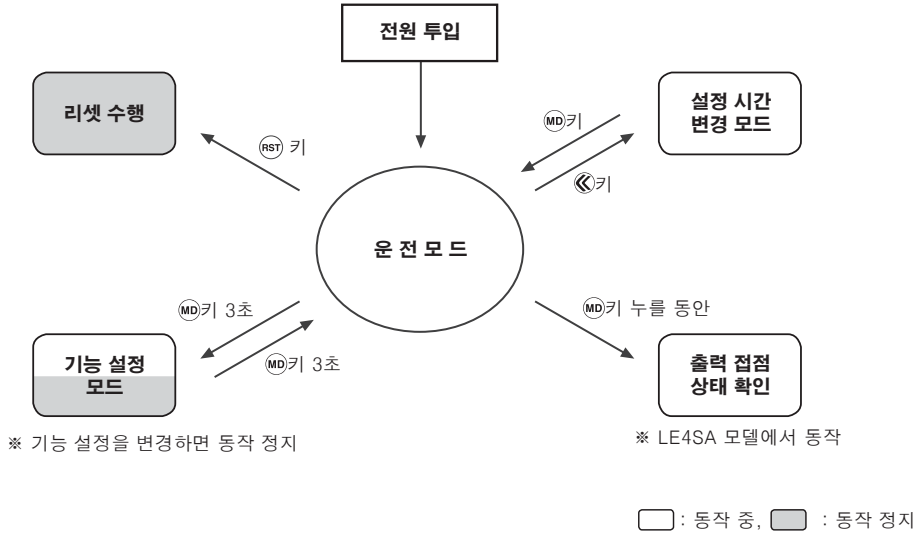 전원 투입
리셋 수행
설정 시간
변경 모드
MD키
RST 키
키
운 전 모 드
MD키 3초
MD키 누를 동안
기능 설정
모드
MD키 3초
출력 접점
상태 확인
※ 기능 설정을 변경하면 동작 정지
※ LE4SA 모델에서 동작
: 동작 중, : 동작 정지